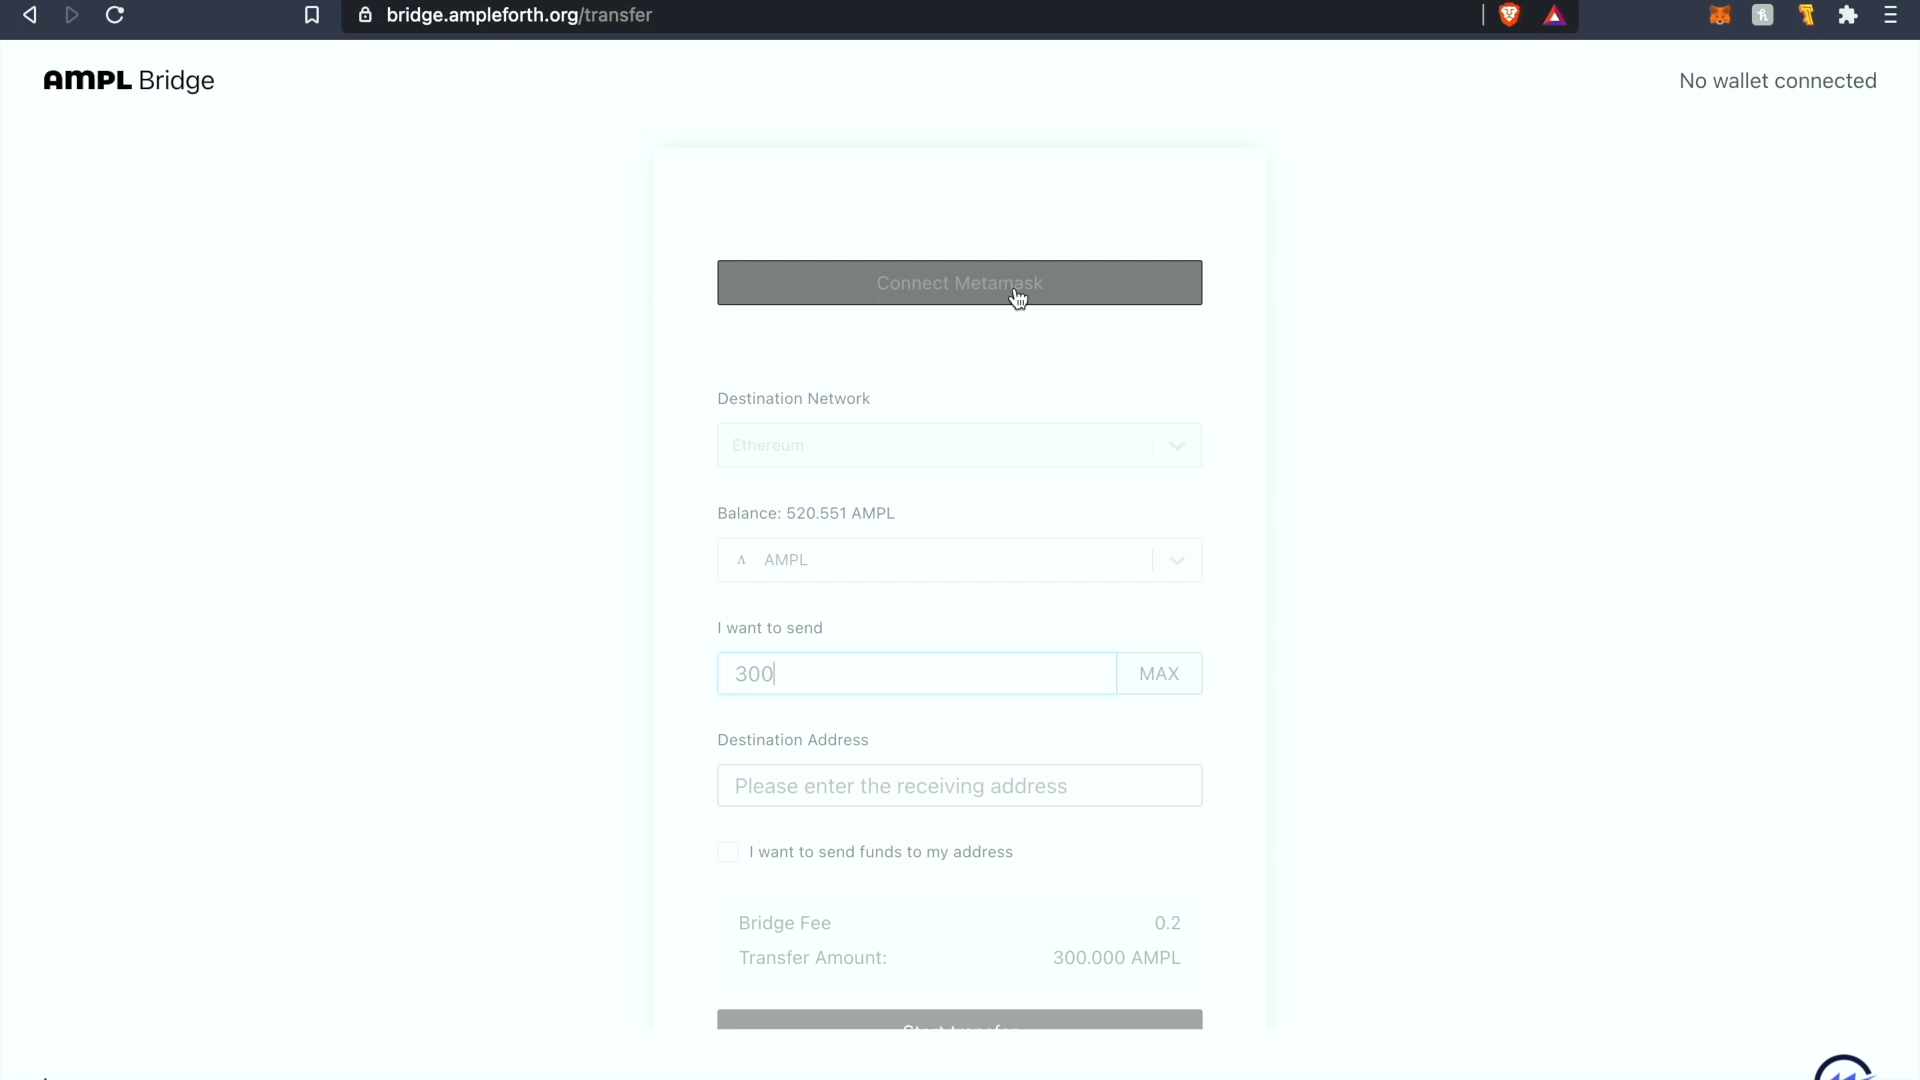 bridge.ampleforth.org/transfer
AMPL Bridge
No wallet connected
Connect Metamask
Destination Network
Ethereum
Balance: 520.551 AMPL
AMPL
I want to send
300
MAX
Destination Address
Please enter the receiving address
I want to send funds to my address
Bridge Fee 0.2
Transfer Amount: 300.000 AMPL
Start transfer